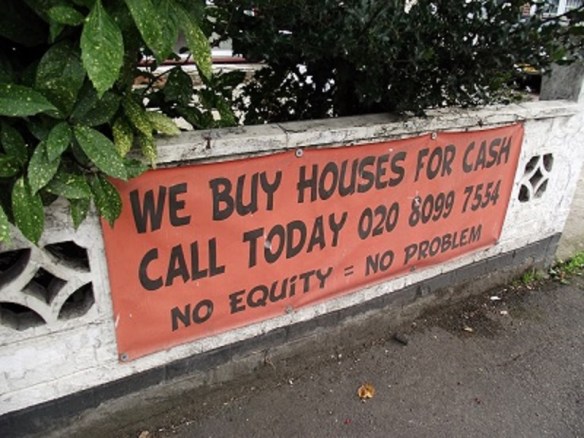 WE BUY HOUSES FOR CASH
CALL TODAY 020 8099 7554
NO EQUITY = NO PROBLEM